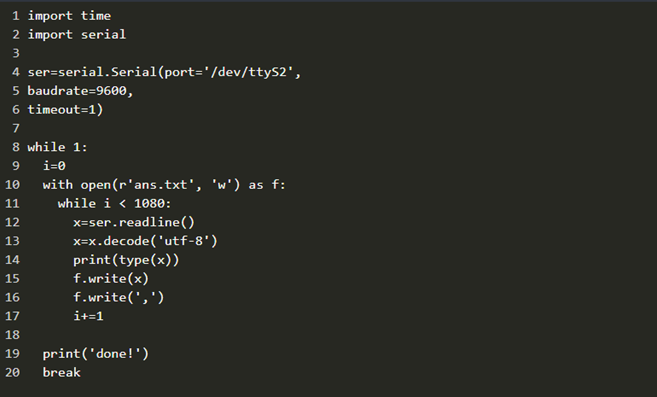 1 import time
2 import serial
3
4 ser=serial.Serial(port='/dev/ttyS2',
5 baudrate=9600,
6 timeout=1)
7
8 while 1:
9   i=0
10   with open(r'ans.txt', 'w') as f:
11     while i < 1080:
12       x=ser.readline()
13       x=x.decode('utf-8')
14       print(type(x))
15       f.write(x)
16       f.write(',')
17       i+=1
18
19   print('done!')
20   break